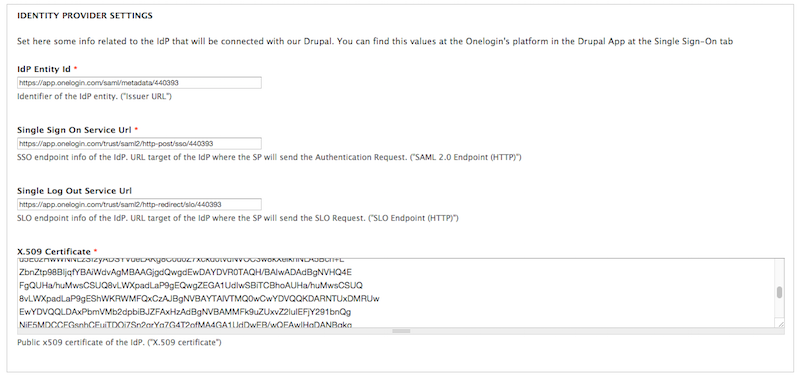 IDENTITY PROVIDER SETTINGS
Set here some info related to the IdP that will be connected with our Drupal. You can find this values at the Onelogin's platform in the Drupal App at the Single Sign-On tab
IdP Entity Id *
https://app.onelogin.com/saml/metadata/440393
Identifier of the IdP entity. ("Issuer URL")
Single Sign On Service Url *
https://app.onelogin.com/trust/saml2/http-post/sso/440393
SSO endpoint info of the IdP. URL target of the IdP where the SP will send the Authentication Request. ("SAML 2.0 Endpoint (HTTP)")
Single Log Out Service Url
https://app.onelogin.com/trust/saml2/http-redirect/slo/440393
SLO endpoint info of the IdP. URL target of the IdP where the SP will send the SLO Request. ("SLO Endpoint (HTTP)")
X.509 Certificate *
ZbnZtp98BljqfYBAiWdvAgMBAAGjgdQwgdEwDAYDVR0TAQH/BAIwADAdBgNVHQ4E
FgQUHa/huMwsCSUQ8vLWXpadLaP9gEQwgZEGA1UdIwSBiTCBhoAUHa/huMwsCSUQ
8vLWXpadLaP9gEShWKRWMFQxCzAJBgNVBAYTAlVTMQ0wCwYDVQQKDARNTUxDMRUw
EwYDVQQLDAxPbmVMb2dpbiBJZFAxHzAdBgNVBAMMFk9uZUxvZ2luIEFjY291bnQg
Public x509 certificate of the IdP. ("X.509 certificate")